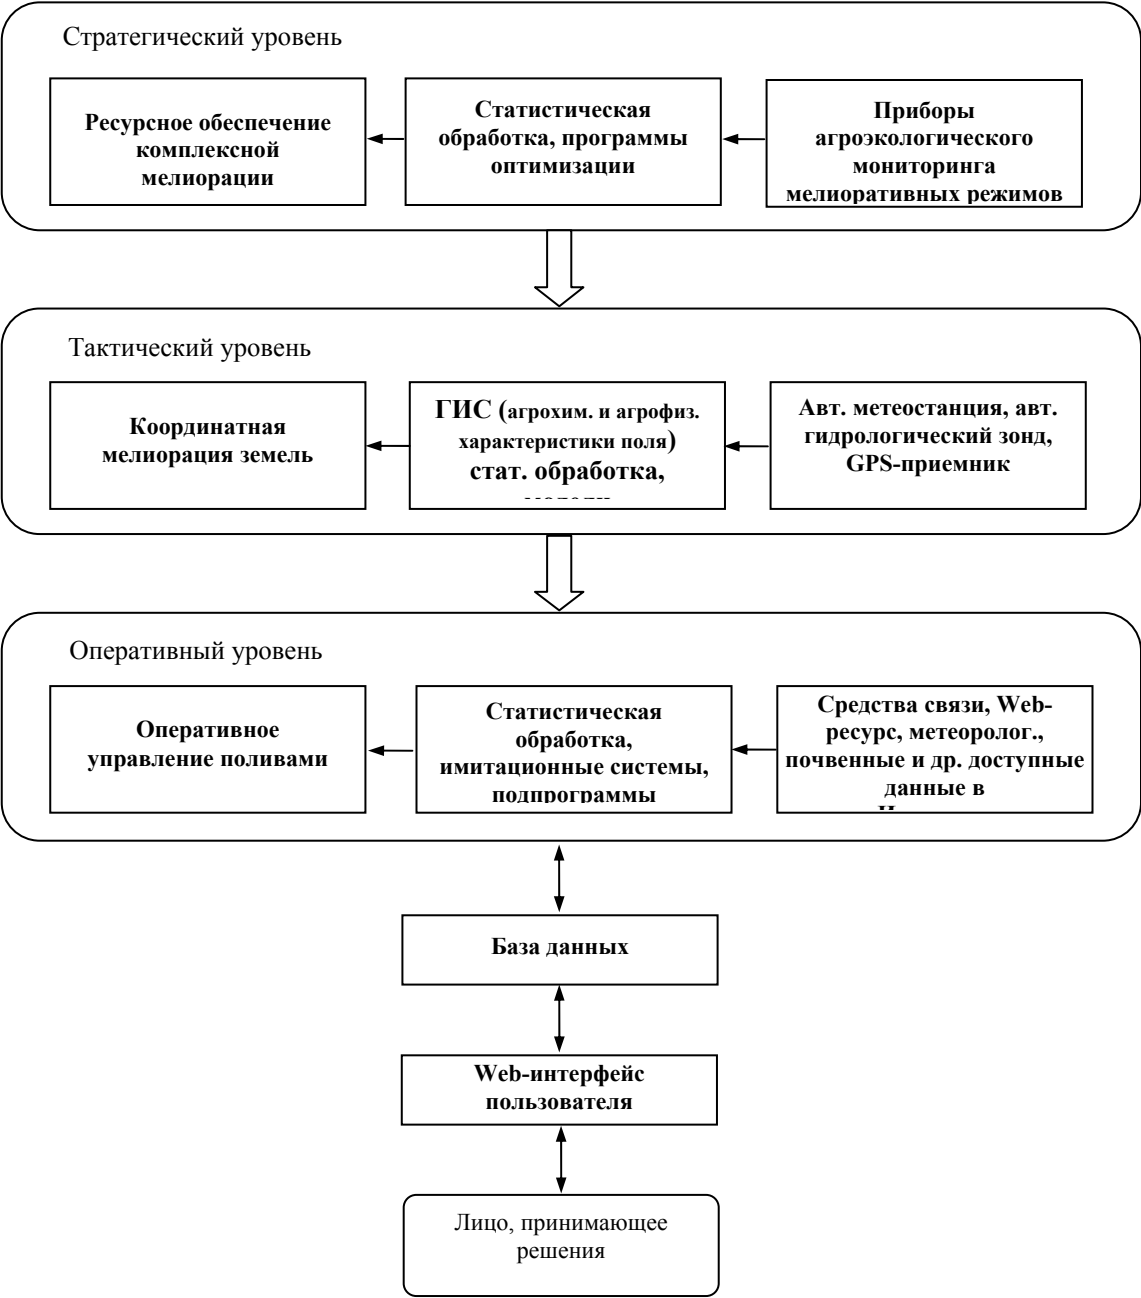 Стратегический уровень
Ресурсное обеспечение
комплексной
мелиорации
Статистическая
обработка, программы
оптимизации
Приборы
агроэкологического
мониторинга
мелиоративных режимов
Тактический уровень
Координатная
мелиорация земель
ГИС (агрохим. и агрофиз.
характеристики поля)
стат. обработка,
Авт. метеостанция, авт.
гидрологический зонд,
GPS-приемник
Оперативный уровень
Оперативное
управление поливами
Статистическая
обработка,
имитационные системы,
подпрограммы
Средства связи, Web-
ресурс, метеоролог.,
почвенные и др. доступные
данные в
База данных
Web-интерфейс
пользователя
Лицо, принимающее
решения